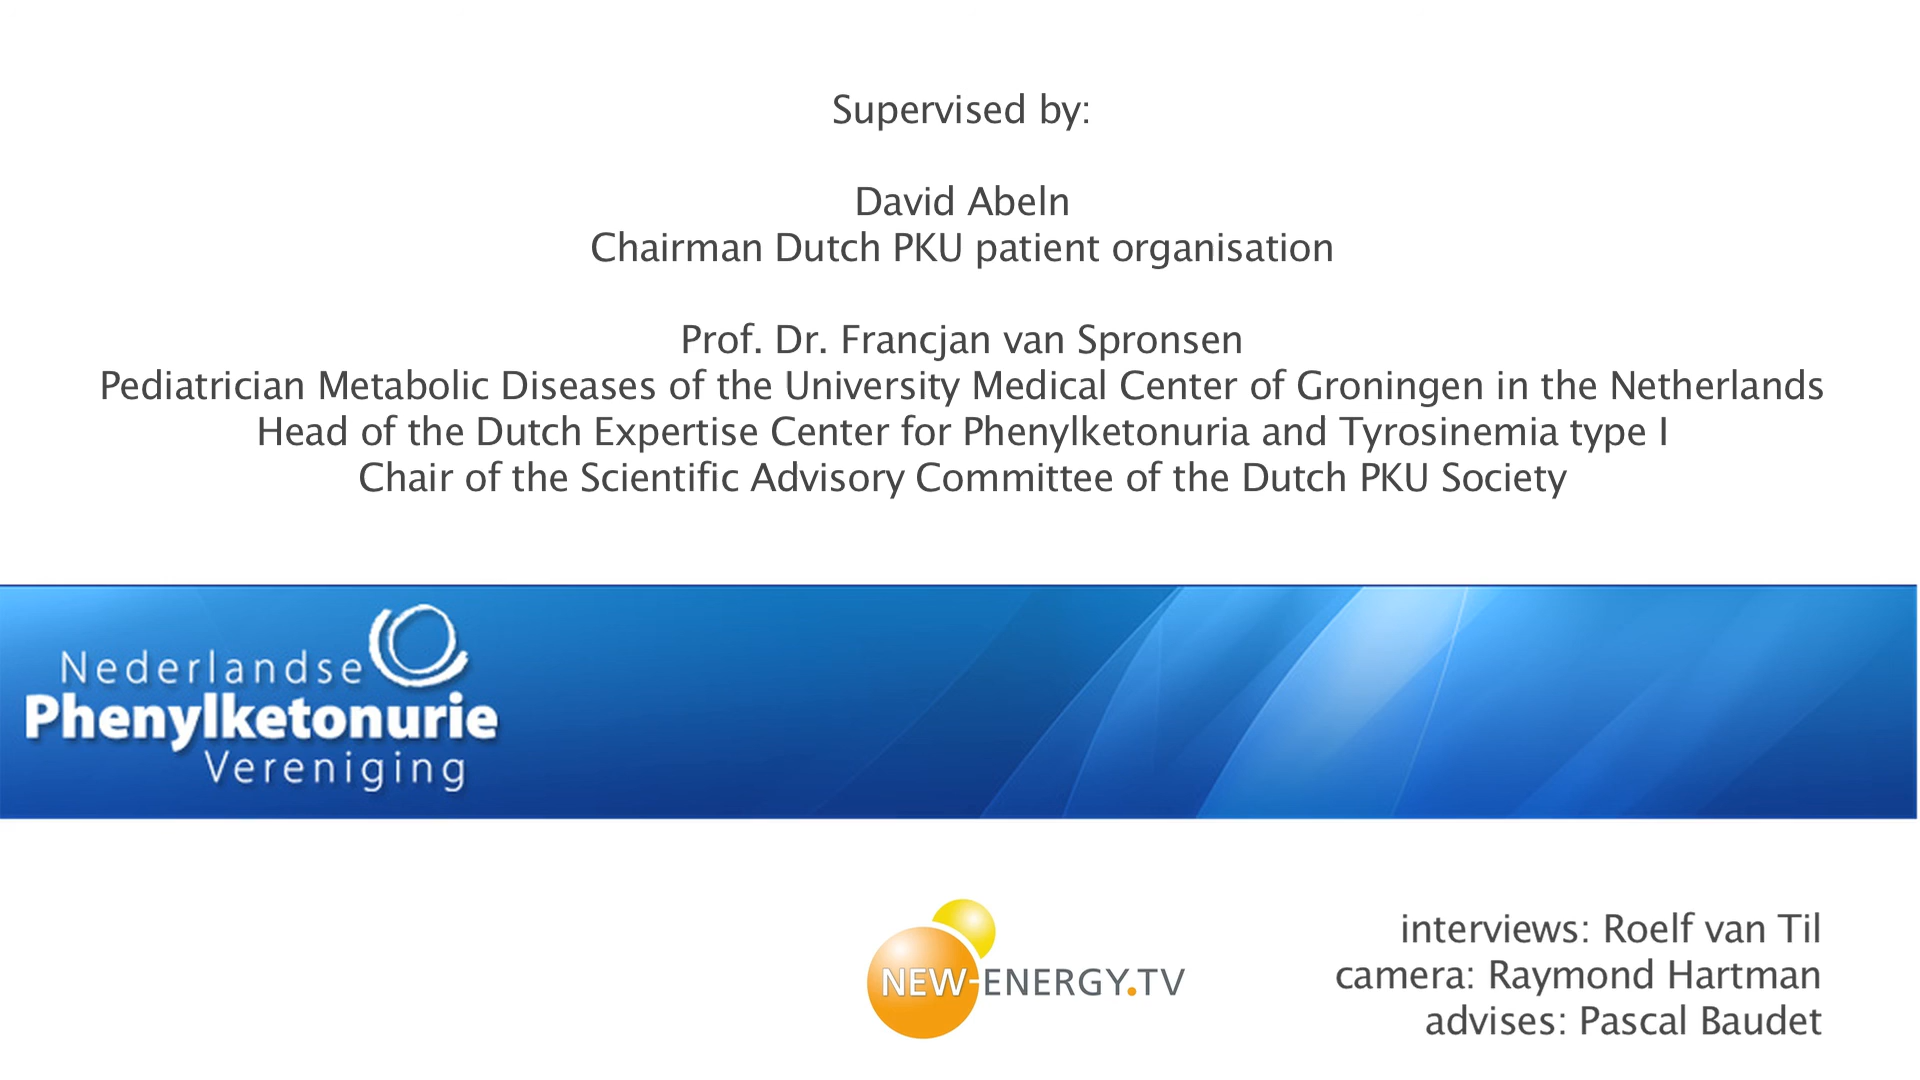 Supervised by:
David Abeln
Chairman Dutch PKU patient organisation
Prof. Dr. Francjan van Spronsen
Pediatrician Metabolic Diseases of the University Medical Center of Groningen in the Netherlands
Head of the Dutch Expertise Center for Phenylketonuria and Tyrosinemia type I
Chair of the Scientific Advisory Committee of the Dutch PKU Society
Nederlandse
Phenylketonurie
Vereniging
NEW-ENERGY.TV
interviews: Roelf van Til
camera: Raymond Hartman
advises: Pascal Baudet